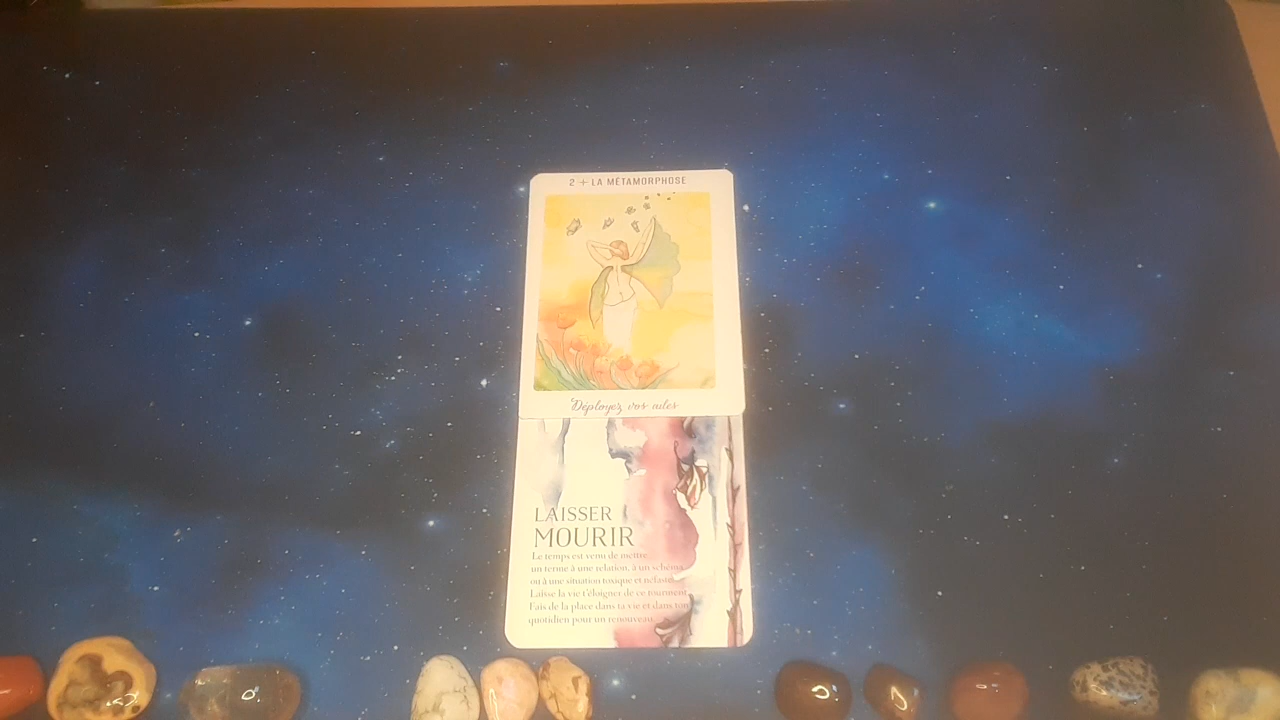 2 + LA MÉTAMORPHOSE
Déployez vos ailes
LAISSER
MOURIR
Le temps est venu de mettre
un terme à une relation, à un schéma
ou à une situation toxique et néfaste.
Laisse la vie t'éloigner de ce tourment.
Fais de la place dans ta vie et dans ton
quotidien pour un renouveau.